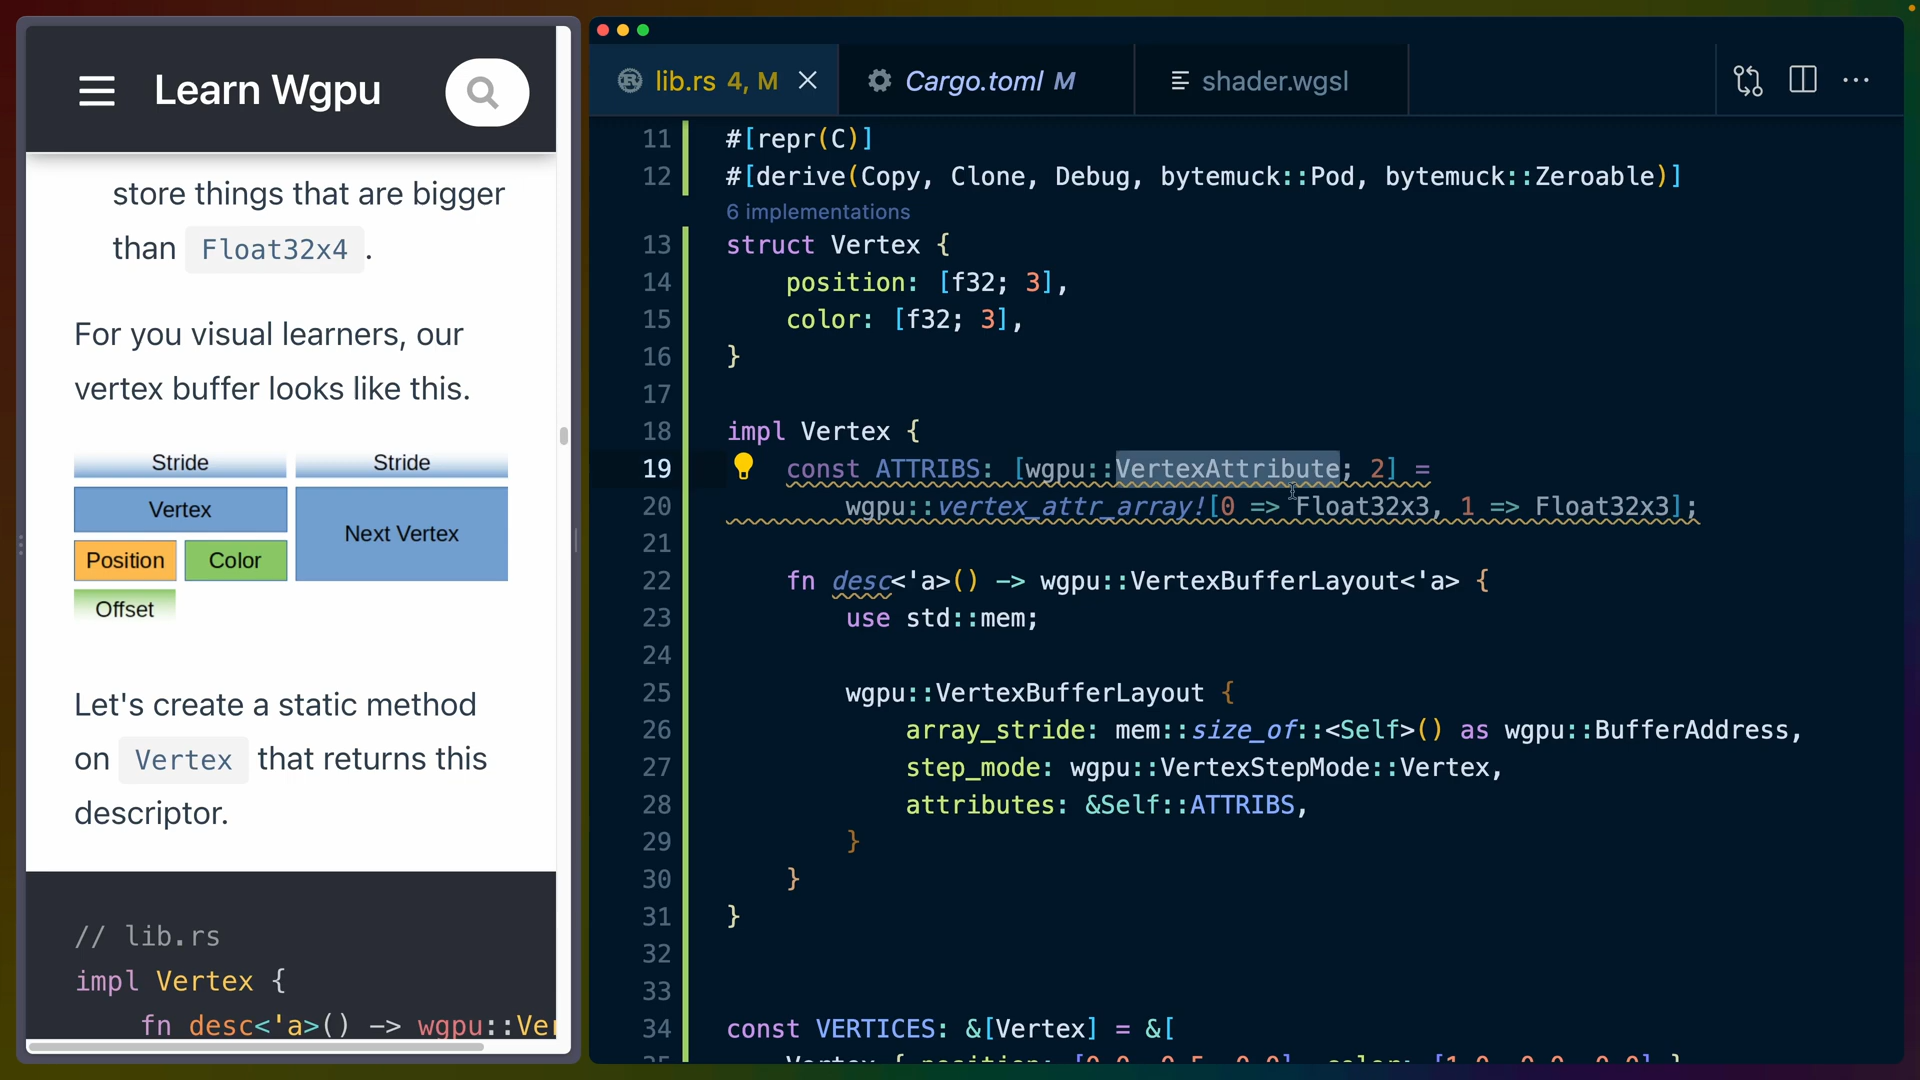 Learn Wgpu
store things that are bigger
than Float32x4 .
For you visual learners, our
vertex buffer looks like this.
Stride Stride
Vertex
Next Vertex
Position Color
Offset
Let's create a static method
on Vertex that returns this
descriptor.
// lib.rs
impl Vertex {
fn desc<'a>() -> wgpu::Ver
lib.rs 4, M
Cargo.toml M
shader.wgsl
11 #[repr(C)]
12 #[derive(Copy, Clone, Debug, bytemuck::Pod, bytemuck::Zeroable)]
6 implementations
13 struct Vertex {
14 position: [f32; 3],
15 color: [f32; 3],
16 }
17
18 impl Vertex {
19 const ATTRIBS: [wgpu::VertexAttribute; 2] =
20 wgpu::vertex_attr_array![0 => Float32x3, 1 => Float32x3];
21
22 fn desc<'a>() -> wgpu::VertexBufferLayout<'a> {
23 use std::mem;
24
25 wgpu::VertexBufferLayout {
26 array_stride: mem::size_of::<Self>() as wgpu::BufferAddress,
27 step_mode: wgpu::VertexStepMode::Vertex,
28 attributes: &Self::ATTRIBS,
29 }
30 }
31 }
32
33
34 const VERTICES: &[Vertex] = &[